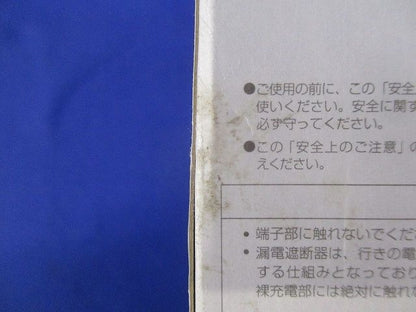 ●ご使用の前に、この「安全
使いください。安全に関す
必ず守ってください。
●この「安全上のご注意」の
えください。
• 端子部に触れないでくだ
• 漏電遮断器は、行きの電
する仕組みとなっており
裸充電部には絶対に触れ